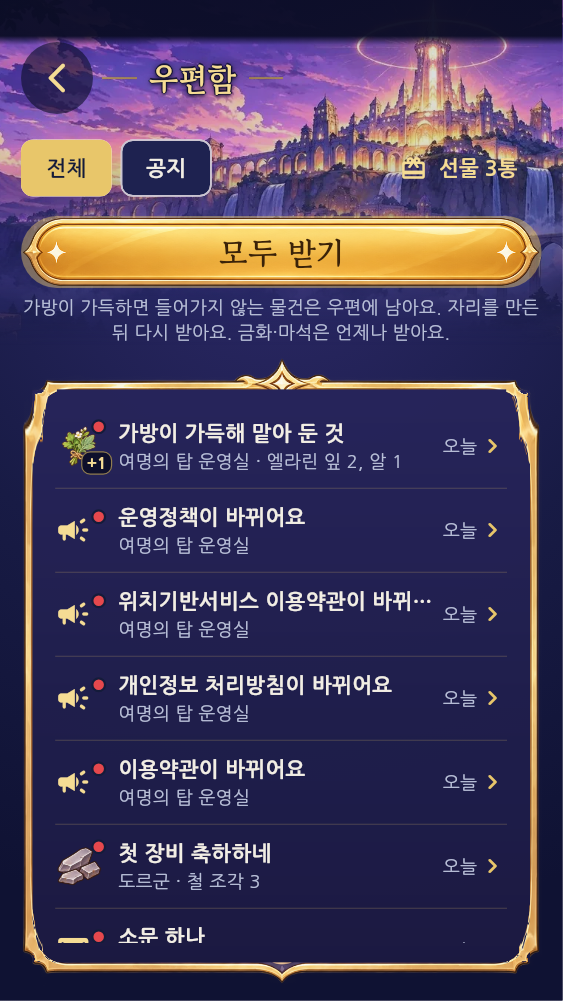 우편함
전체
공지
선물 3통
모두 받기
가방이 가득하면 들어가지 않는 물건은 우편에 남아요. 자리를 만든
뒤 다시 받아요. 금화·마석은 언제나 받아요.
가방이 가득해 맡아 둔 것
오늘
+1
여명의 탑 운영실 · 엘라린 잎 2, 알 1
운영정책이 바뀌어요
오늘
여명의 탑 운영실
위치기반서비스 이용약관이 바뀌…
오늘
여명의 탑 운영실
개인정보 처리방침이 바뀌어요
오늘
여명의 탑 운영실
이용약관이 바뀌어요
오늘
여명의 탑 운영실
첫 장비 축하하네
오늘
도르군 · 철 조각 3
소문 하나